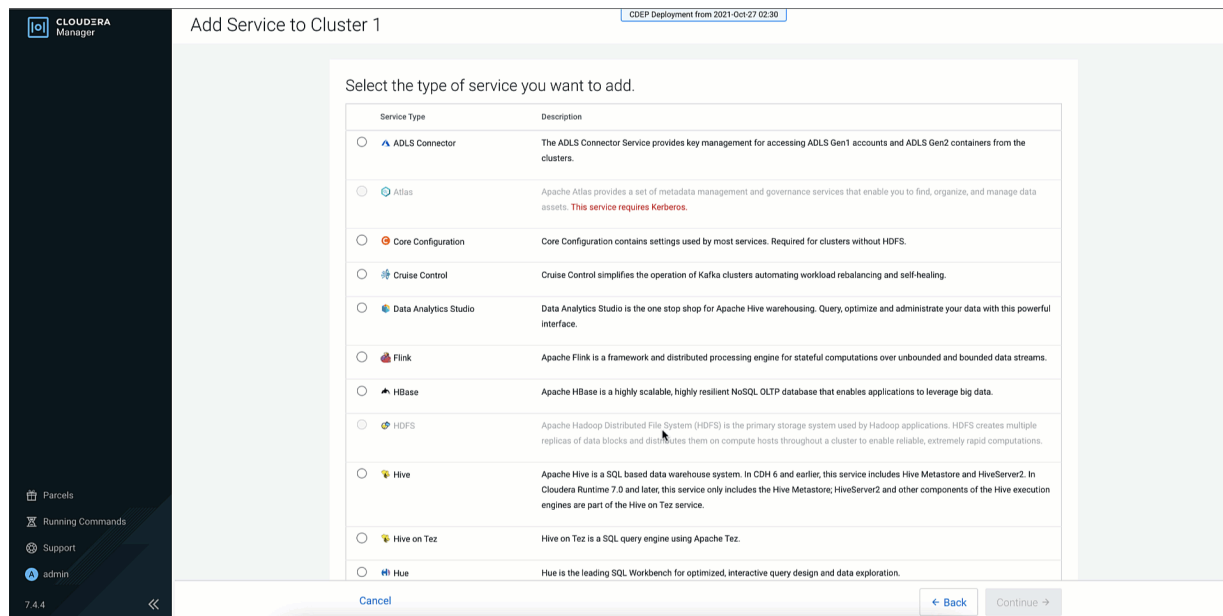 CLOUDERA
Manager
Add Service to Cluster 1
CDEP Deployment from 2021-Oct-27 02:30
Select the type of service you want to add.
Service Type Description
ADLS Connector The ADLS Connector Service provides key management for accessing ADLS Gen1 accounts and ADLS Gen2 containers from the
clusters.
Atlas Apache Atlas provides a set of metadata management and governance services that enable you to find, organize, and manage data
assets. This service requires Kerberos.
Core Configuration Core Configuration contains settings used by most services. Required for clusters without HDFS.
Cruise Control Cruise Control simplifies the operation of Kafka clusters automating workload rebalancing and self-healing.
Data Analytics Studio Data Analytics Studio is the one stop shop for Apache Hive warehousing. Query, optimize and administrate your data with this powerful
interface.
Flink Apache Flink is a framework and distributed processing engine for stateful computations over unbounded and bounded data streams.
HBase Apache HBase is a highly scalable, highly resilient NoSQL OLTP database that enables applications to leverage big data.
HDFS Apache Hadoop Distributed File System (HDFS) is the primary storage system used by Hadoop applications. HDFS creates multiple
replicas of data blocks and distributes them on compute hosts throughout a cluster to enable reliable, extremely rapid computations.
Hive Apache Hive is a SQL based data warehouse system. In CDH 6 and earlier, this service includes Hive Metastore and HiveServer2. In
Cloudera Runtime 7.0 and later, this service only includes the Hive Metastore; HiveServer2 and other components of the Hive execution
engines are part of the Hive on Tez service.
Hive on Tez Hive on Tez is a SQL query engine using Apache Tez.
Hue Hue is the leading SQL Workbench for optimized, interactive query design and data exploration.
Parcels
Running Commands
Support
A admin
7.4.4
Cancel
← Back
Continue →